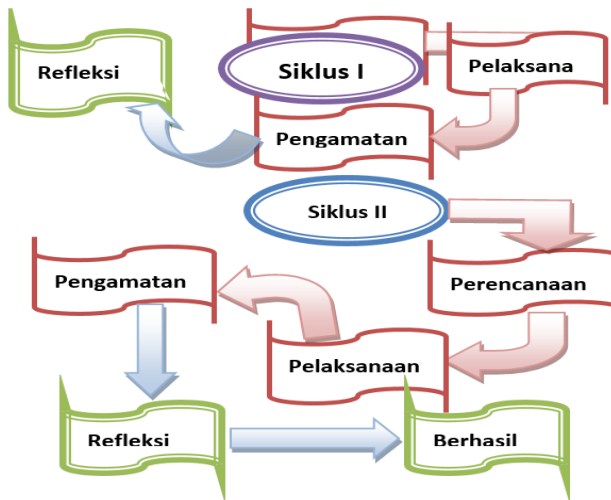 Refleksi
Siklus I
Pelaksana
Pengamatan
Siklus II
Pengamatan
Perencanaan
Pelaksanaan
Refleksi
Berhasil